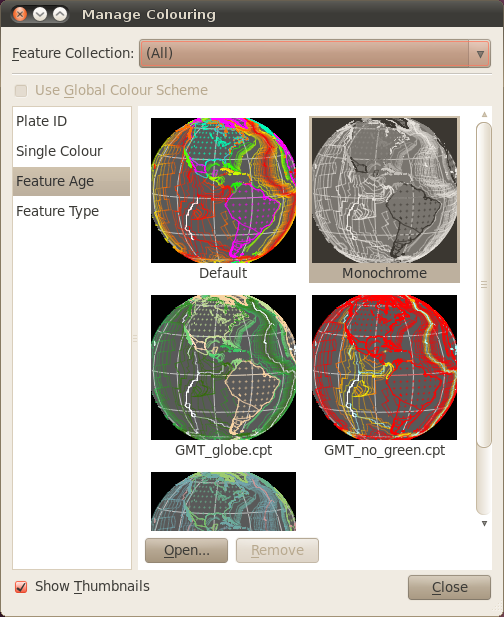 Manage Colouring
Feature Collection: (All)
Use Global Colour Scheme
Plate ID
Single Colour
Feature Age
Feature Type
Default
Monochrome
GMT_globe.cpt
GMT_no_green.cpt
Open...
Remove
Show Thumbnails
Close